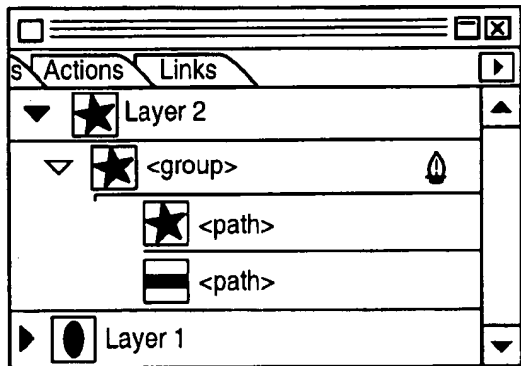 s Actions Links
Layer 2
<group>
<path>
<path>
Layer 1